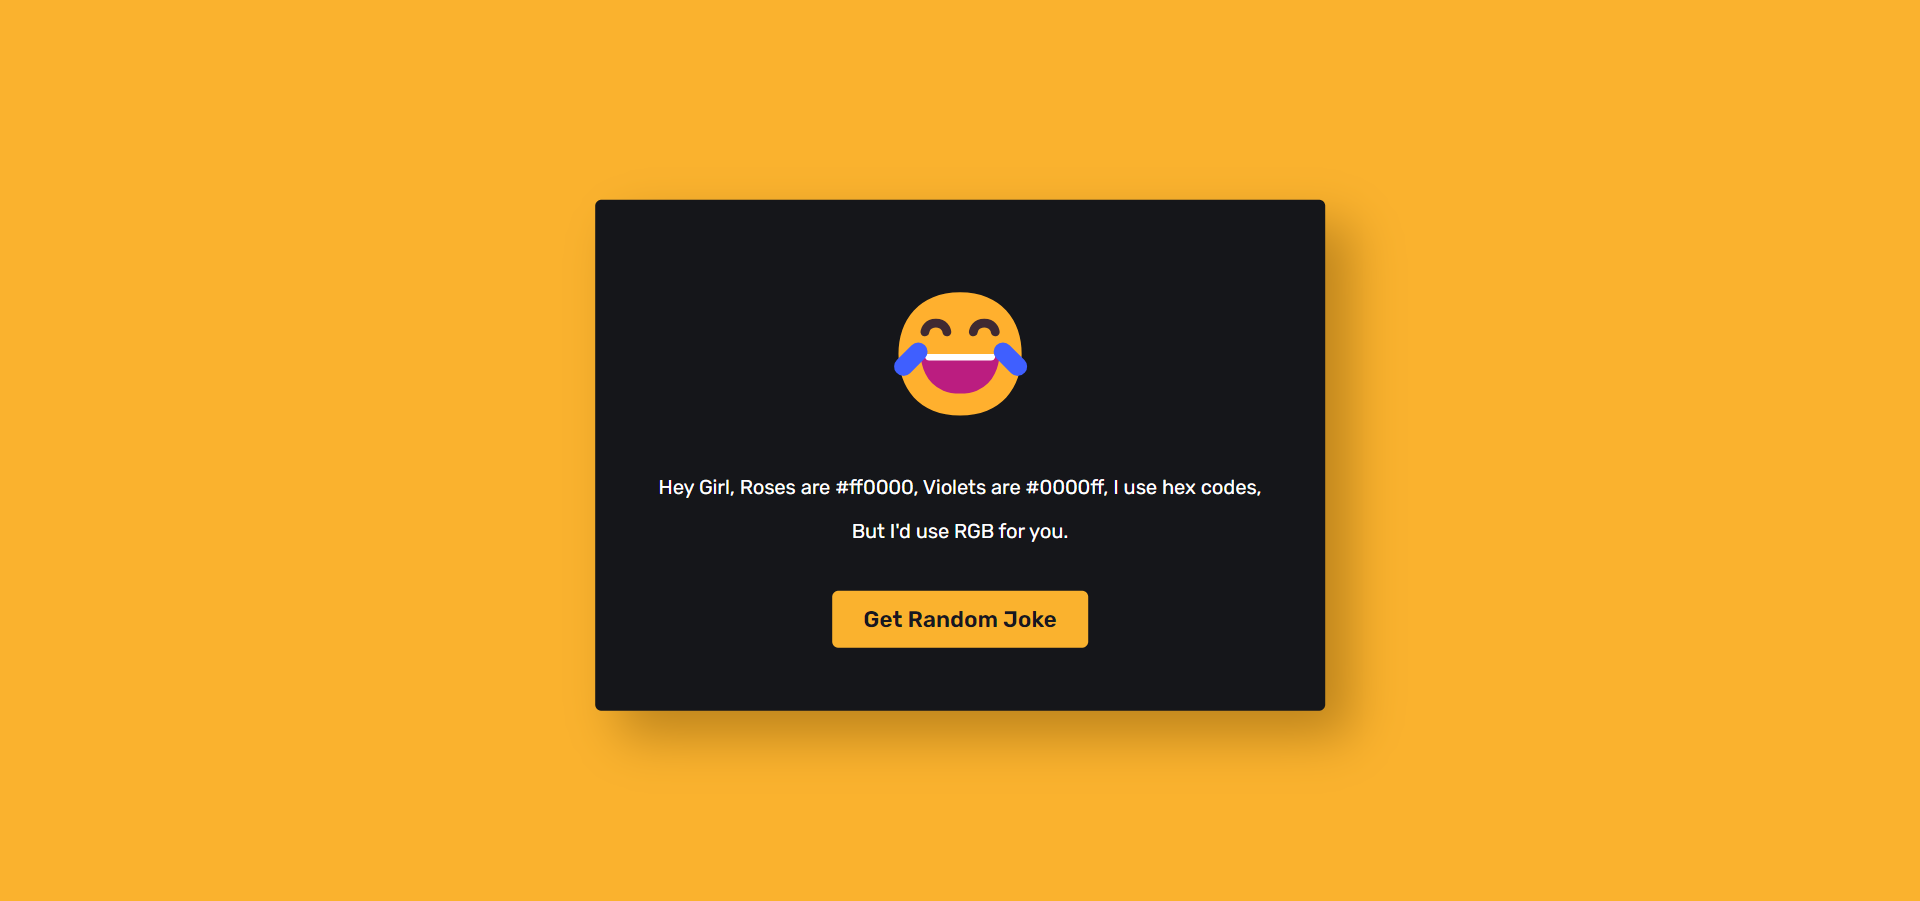 Hey Girl, Roses are #ff0000, Violets are #0000ff, I use hex codes,
But I'd use RGB for you.
Get Random Joke